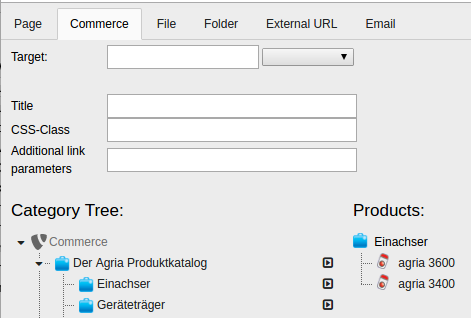 Page Commerce File Folder External URL Email
Target:
Title
CSS-Class
Additional link
parameters
Category Tree:
Commerce
Der Agria Produktkatalog
Einachser
Geräteträger
Products:
Einachser
agria 3600
agria 3400